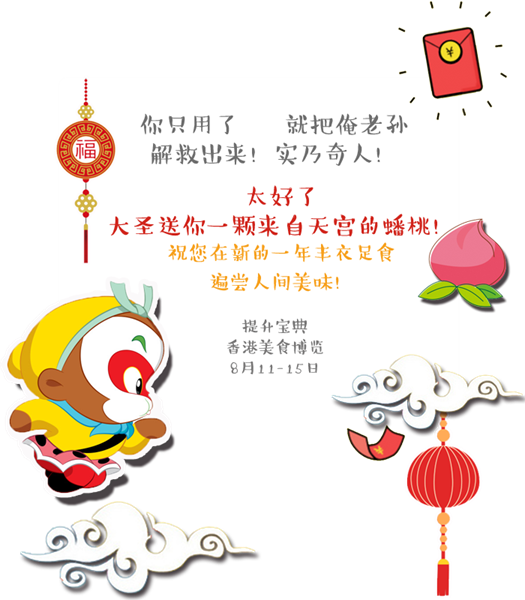 ¥
福
你只用了 就把俺老孙
解救出来! 实乃奇人!
太好了
大圣送你一颗来自天宫的蟠桃!
祝您在新的一年丰衣足食
遍尝人间美味!
提升宝典
香港美食博览
8月11-15日